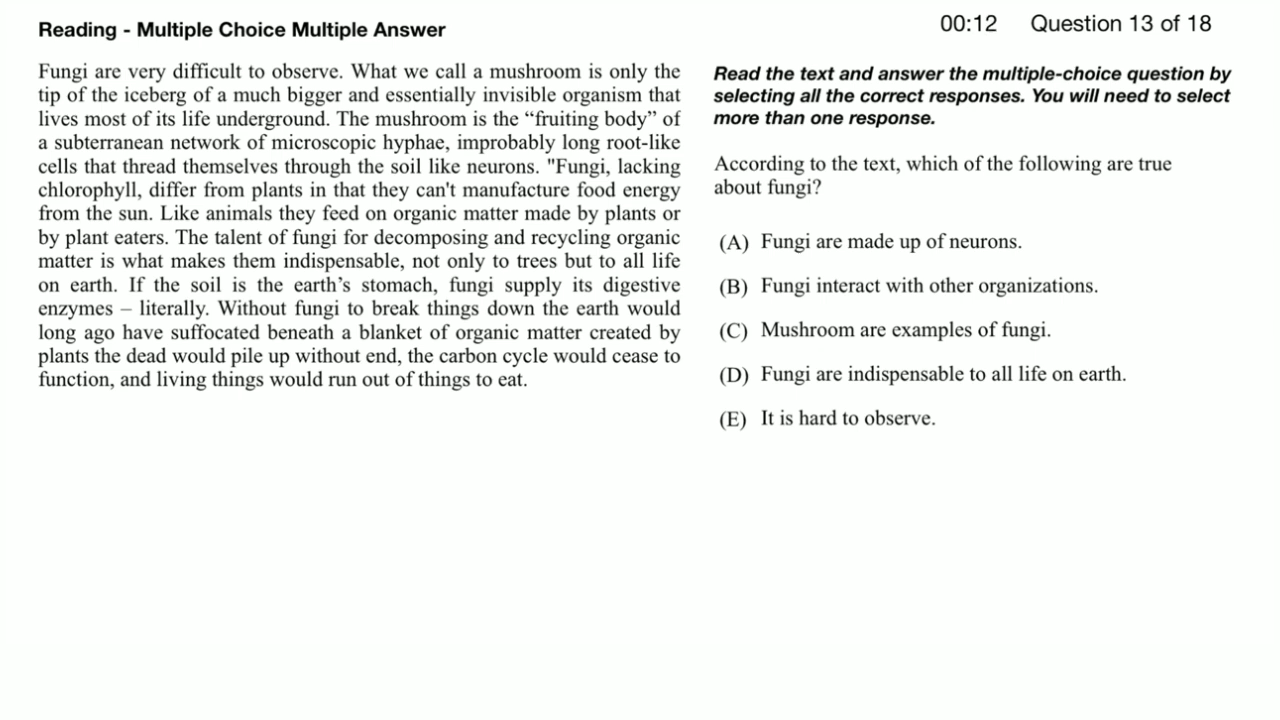 Reading - Multiple Choice Multiple Answer
00:12 Question 13 of 18
Fungi are very difficult to observe. What we call a mushroom is only the
tip of the iceberg of a much bigger and essentially invisible organism that
lives most of its life underground. The mushroom is the “fruiting body” of
a subterranean network of microscopic hyphae, improbably long root-like
cells that thread themselves through the soil like neurons. "Fungi, lacking
chlorophyll, differ from plants in that they can't manufacture food energy
from the sun. Like animals they feed on organic matter made by plants or
by plant eaters. The talent of fungi for decomposing and recycling organic
matter is what makes them indispensable, not only to trees but to all life
on earth. If the soil is the earth’s stomach, fungi supply its digestive
enzymes – literally. Without fungi to break things down the earth would
long ago have suffocated beneath a blanket of organic matter created by
plants the dead would pile up without end, the carbon cycle would cease to
function, and living things would run out of things to eat.
Read the text and answer the multiple-choice question by
selecting all the correct responses. You will need to select
more than one response.
According to the text, which of the following are true
about fungi?
(A) Fungi are made up of neurons.
(B) Fungi interact with other organizations.
(C) Mushroom are examples of fungi.
(D) Fungi are indispensable to all life on earth.
(E) It is hard to observe.